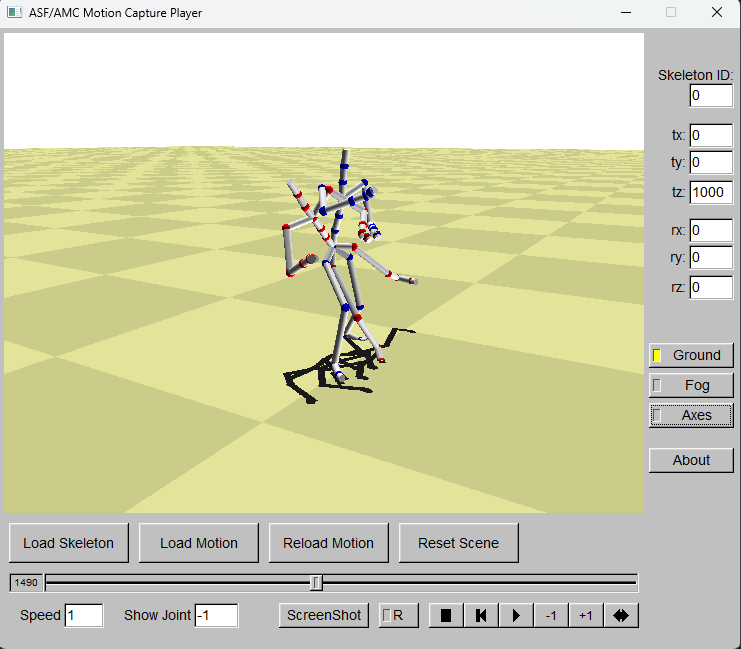 ASF/AMC Motion Capture Player
Skeleton ID:
0
tx: 0
ty: 0
tz: 1000
rx: 0
ry: 0
rz: 0
Ground
Fog
Axes
About
Load Skeleton Load Motion Reload Motion Reset Scene
1490
Speed 1 Show Joint -1 ScreenShot R -1 +1